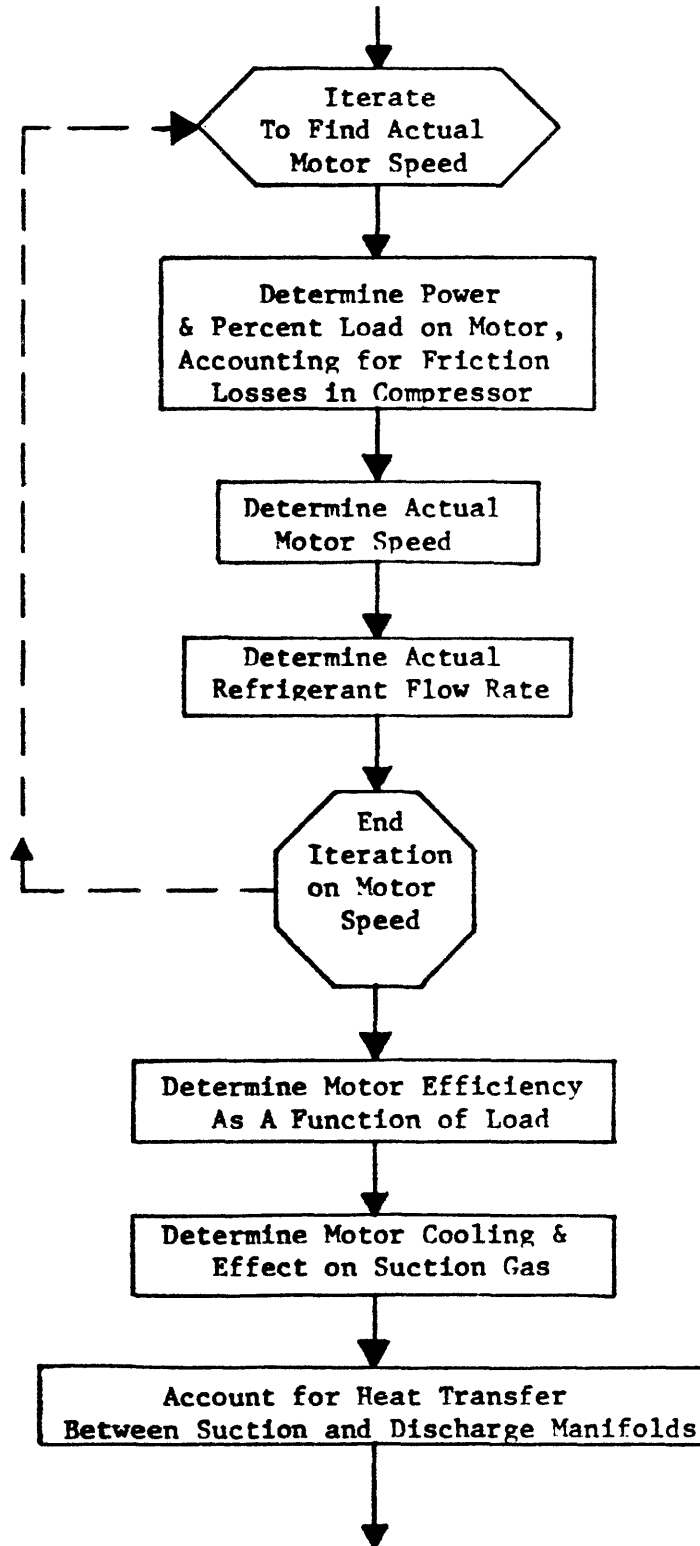 Iterate
To Find Actual
Motor Speed
Determine Power
& Percent Load on Motor,
Accounting for Friction
Losses in Compressor
Determine Actual
Motor Speed
Determine Actual
Refrigerant Flow Rate
End
Iteration
on Motor
Speed
Determine Motor Efficiency
As A Function of Load
Determine Motor Cooling &
Effect on Suction Gas
Account for Heat Transfer
Between Suction and Discharge Manifolds